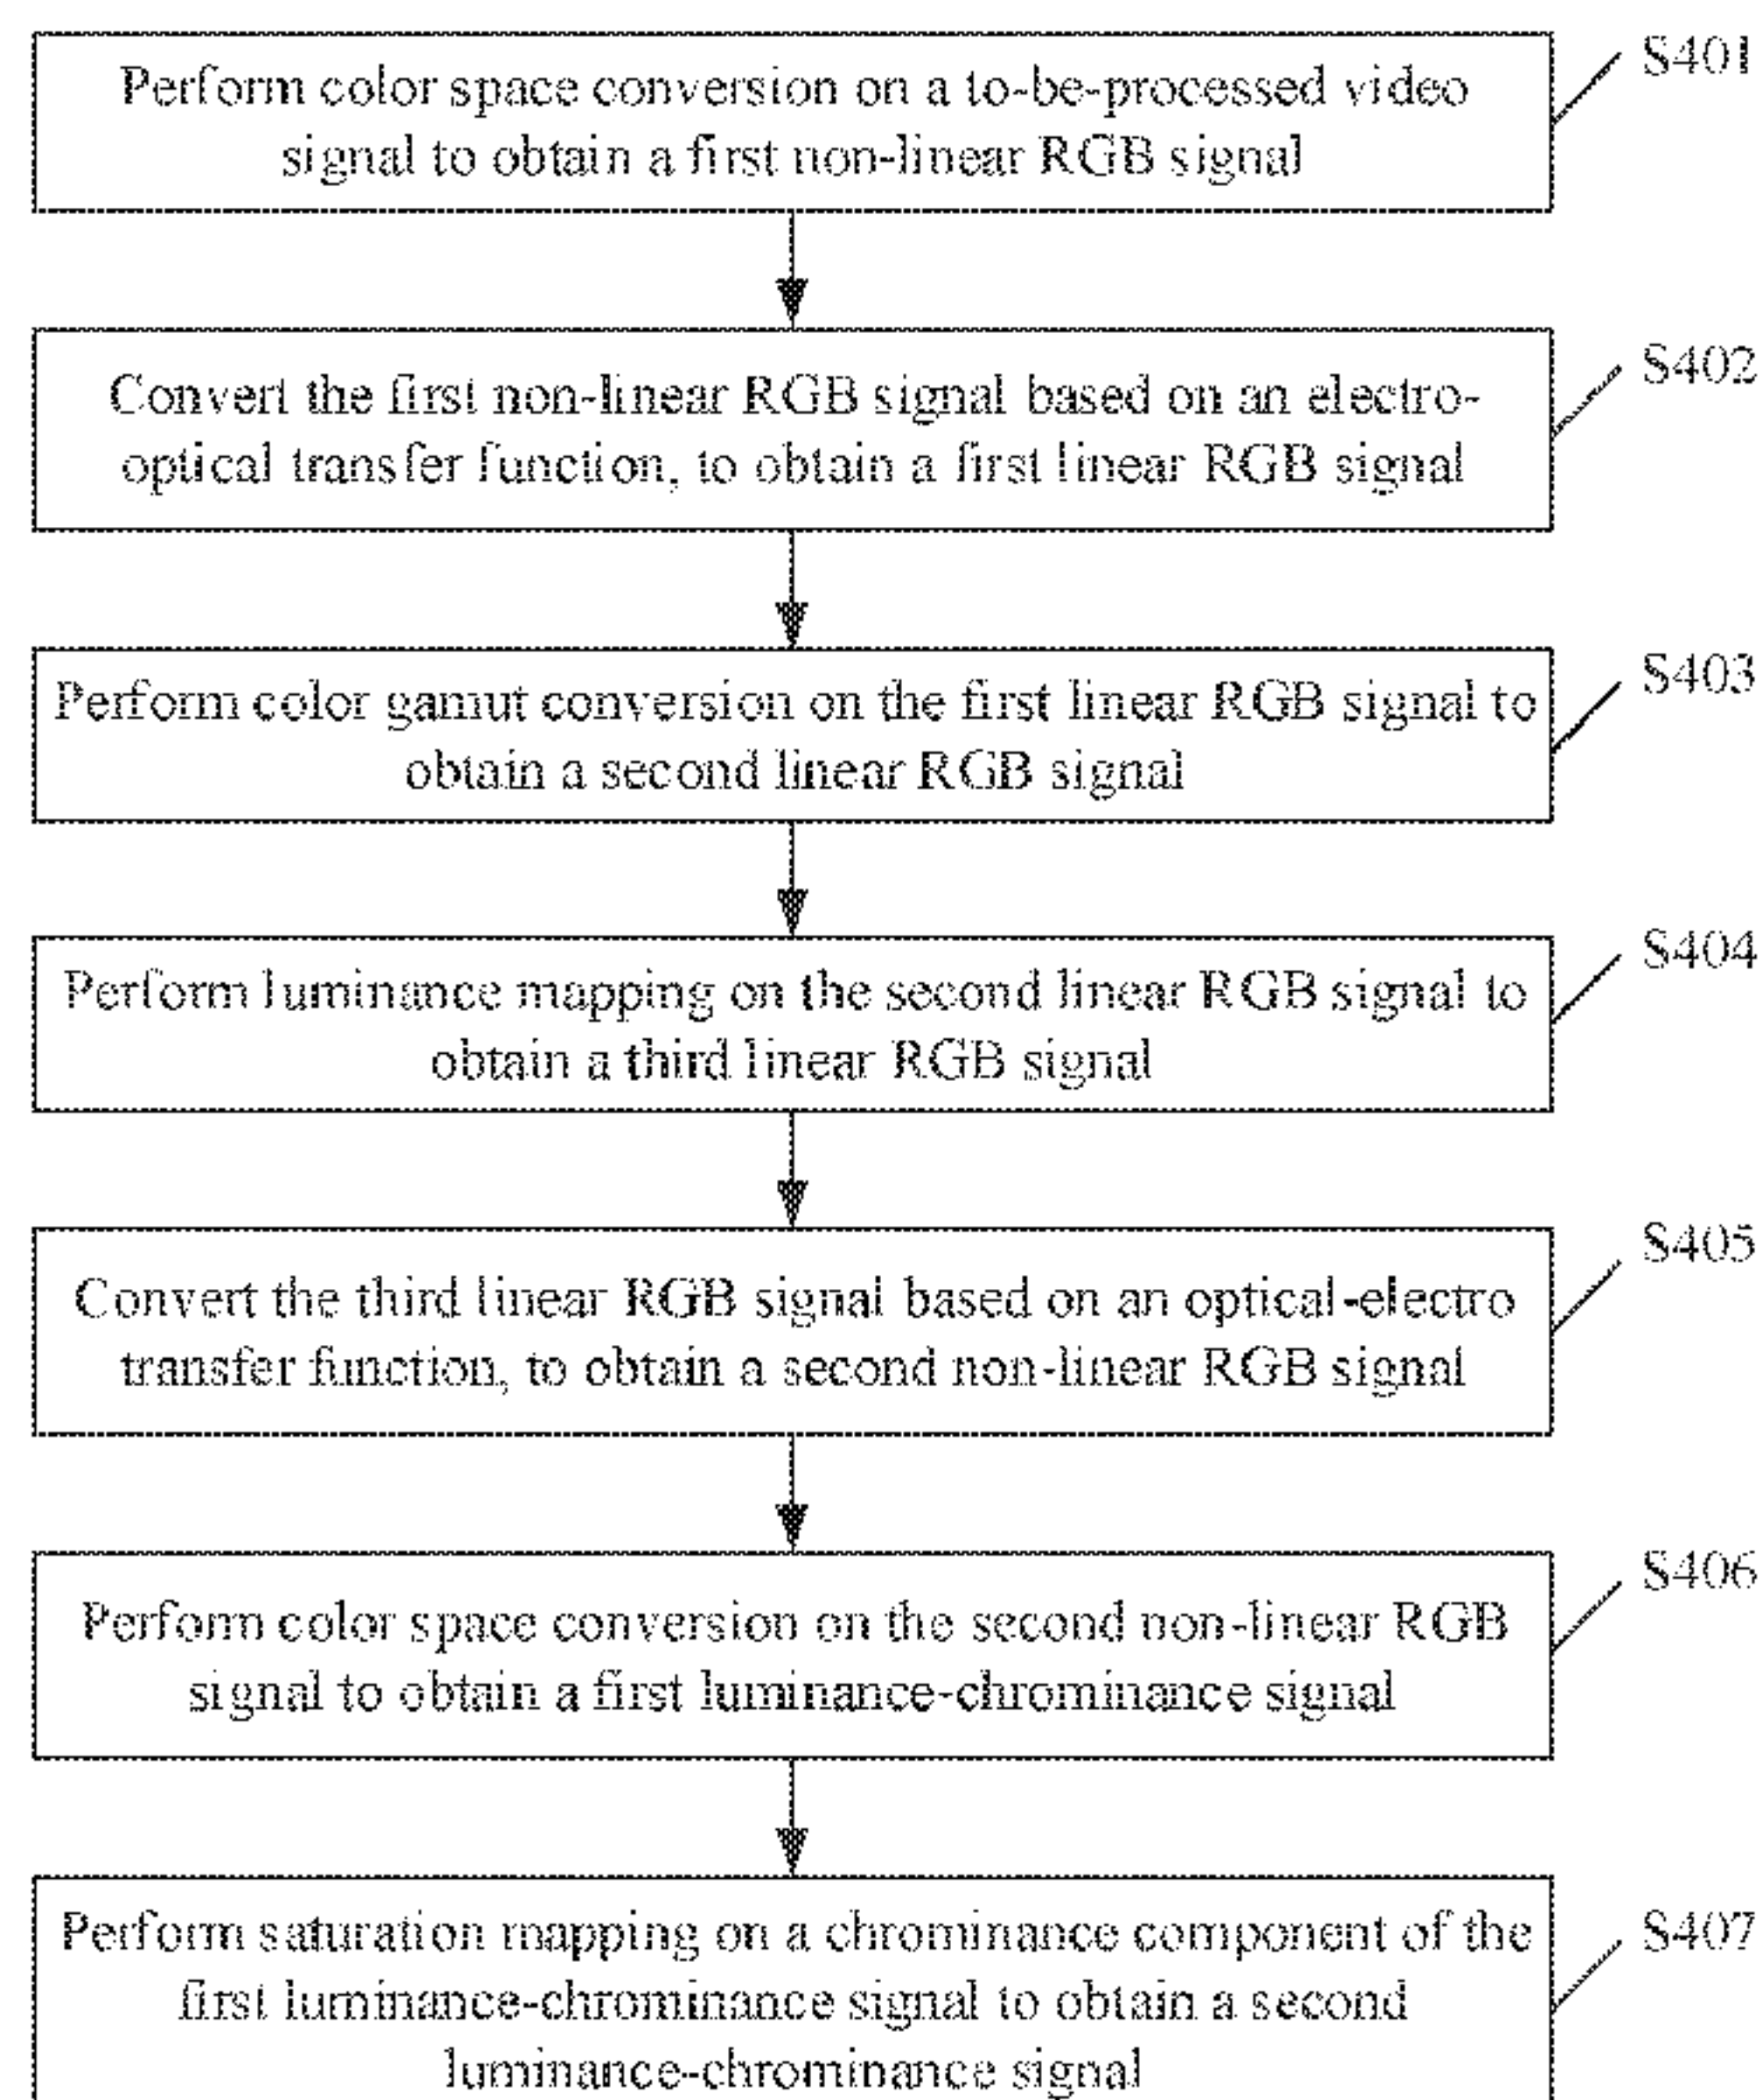 Perform color space conversion on a to-be-processed video
signal to obtain a first non-linear RGB signal
S401
Convert the first non-linear RGB signal based on an electro-
optical transfer function, to obtain a first linear RGB signal
S402
Perform color gamut conversion on the first linear RGB signal to
obtain a second linear RGB signal
S403
Perform luminance mapping on the second linear RGB signal to
obtain a third linear RGB signal
S404
Convert the third linear RGB signal based on an optical-electro
transfer function, to obtain a second non-linear RGB signal
S405
Perform color space conversion on the second non-linear RGB
signal to obtain a first luminance-chrominance signal
S406
Perform saturation mapping on a chrominance component of the
first luminance-chrominance signal to obtain a second
luminance-chrominance signal
S407